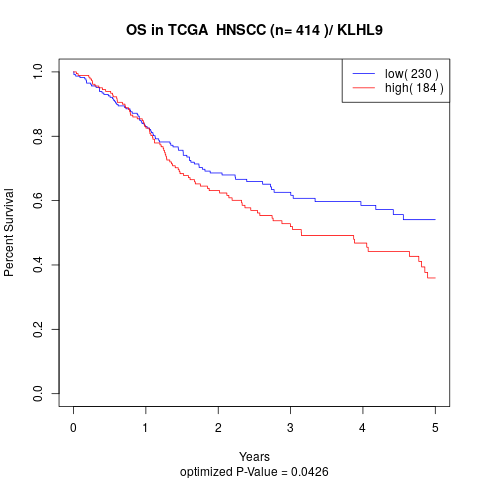 OS in TCGA  HNSCC (n= 414 )/ KLHL9
low( 230 )
high( 184 )
Percent Survival
1.0
0.8
0.6
0.4
0.2
0.0
0 1 2 3 4 5
Years
optimized P-Value = 0.0426